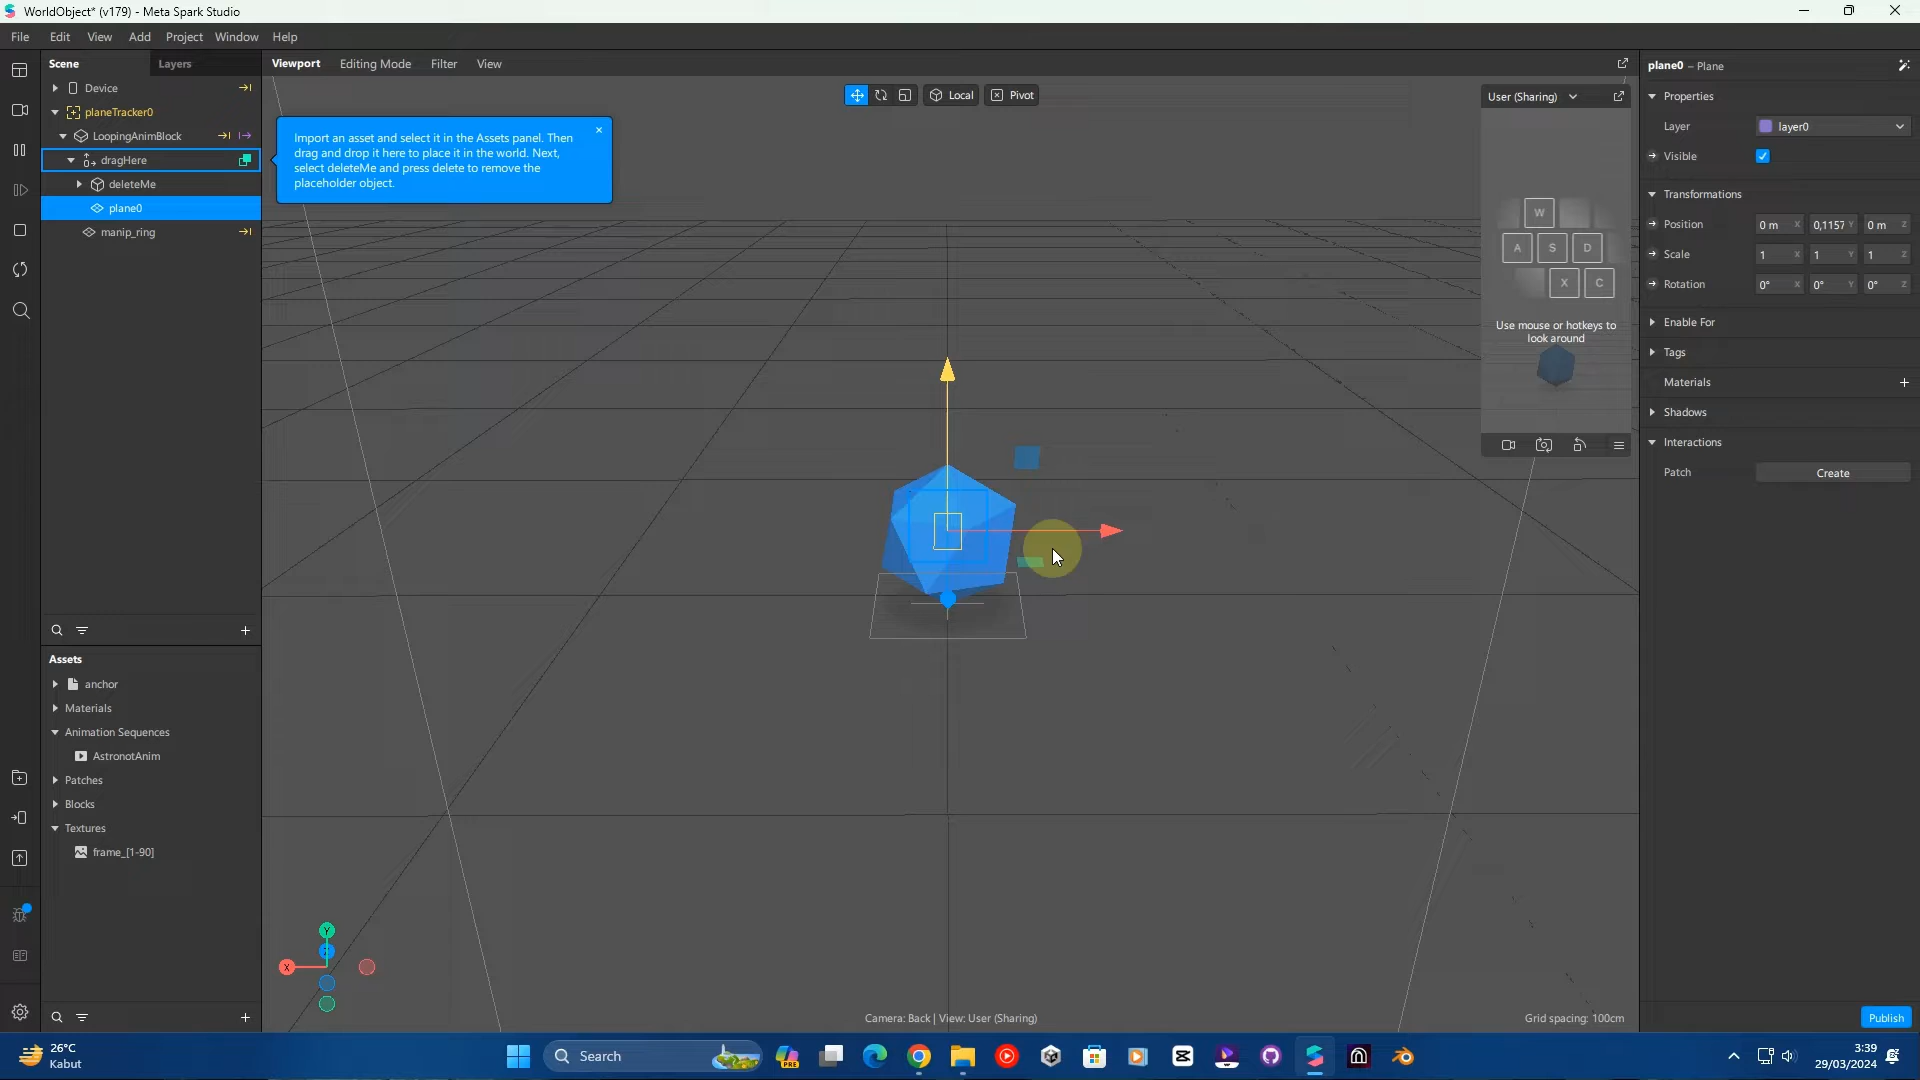 WorldObject* (v179) - Meta Spark Studio
File Edit View Add Project Window Help
Scene Layers
Device
planeTracker0
LoopingAnimBlock
dragHere
deleteMe
plane0
manip_ring
Assets
anchor
Materials
Animation Sequences
AstronotAnim
Patches
Blocks
Textures
frame_[1-90]
Viewport Editing Mode Filter View
Local Pivot
Import an asset and select it in the Assets panel. Then
drag and drop it here to place it in the world. Next,
select deleteMe and press delete to remove the
placeholder object.
User (Sharing)
W
A S D
X C
Use mouse or hotkeys to
look around
Y
X
Camera: Back | View: User (Sharing)
Grid spacing: 100cm
plane0 – Plane
Properties
Layer layer0
Visible
Transformations
Position 0 m X 0,1157 Y 0 m Z
Scale 1 X 1 Y 1 Z
Rotation 0° X 0° Y 0° Z
Enable For
Tags
Materials
Shadows
Interactions
Patch Create
Publish
26°C
Kabut
Search
PRE
3:39
29/03/2024